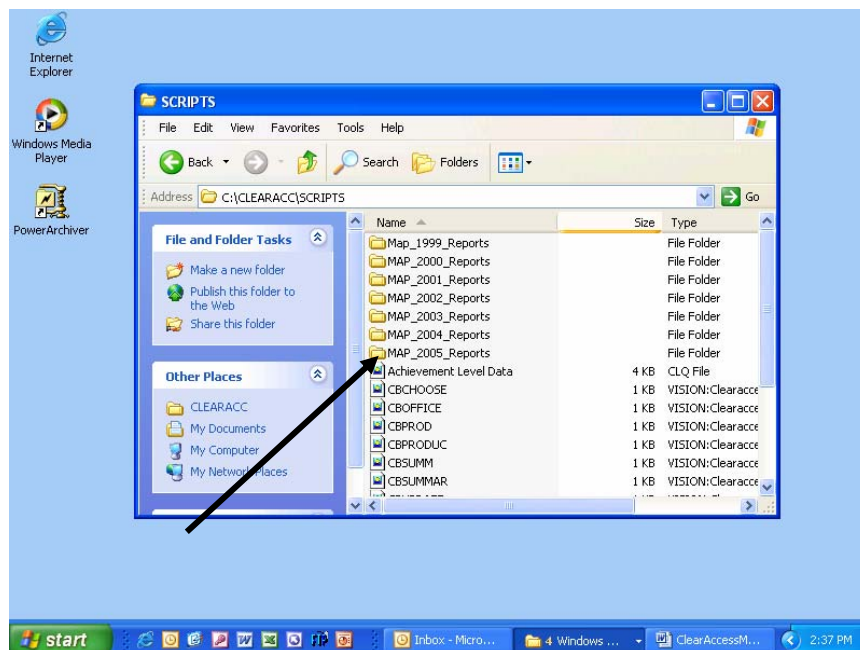 Internet
Explorer
Windows Media
Player
PowerArchiver
SCRIPTS
File Edit View Favorites Tools Help
Back Search Folders
Address C:\CLEARACC\SCRIPTS Go
File and Folder Tasks
Make a new folder
Publish this folder to
the Web
Share this folder
Other Places
CLEARACC
My Documents
My Computer
My Network Places
Name Size Type
Map_1999_Reports File Folder
MAP_2000_Reports File Folder
MAP_2001_Reports File Folder
MAP_2002_Reports File Folder
MAP_2003_Reports File Folder
MAP_2004_Reports File Folder
MAP_2005_Reports File Folder
Achievement Level Data 4 KB CLQ File
CBCHOOSE 1 KB VISION:Clearacce
CBOFFICE 1 KB VISION:Clearacce
CBPROD 1 KB VISION:Clearacce
CBPRODUC 1 KB VISION:Clearacce
CBSUMM 1 KB VISION:Clearacce
CBSUMMAR 1 KB VISION:Clearacce
start Inbox - Micro... 4 Windows ... ClearAccessM... 2:37 PM